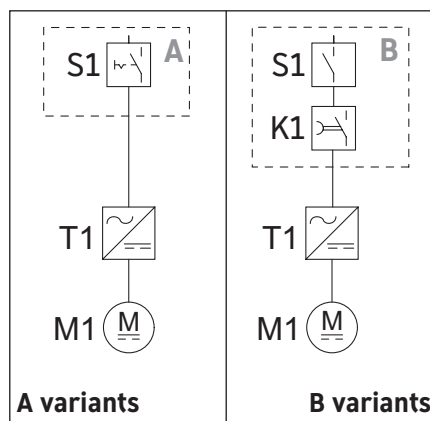 S1 A
T1
M1 M
A variants
S1 B
K1
T1
M1 M
B variants